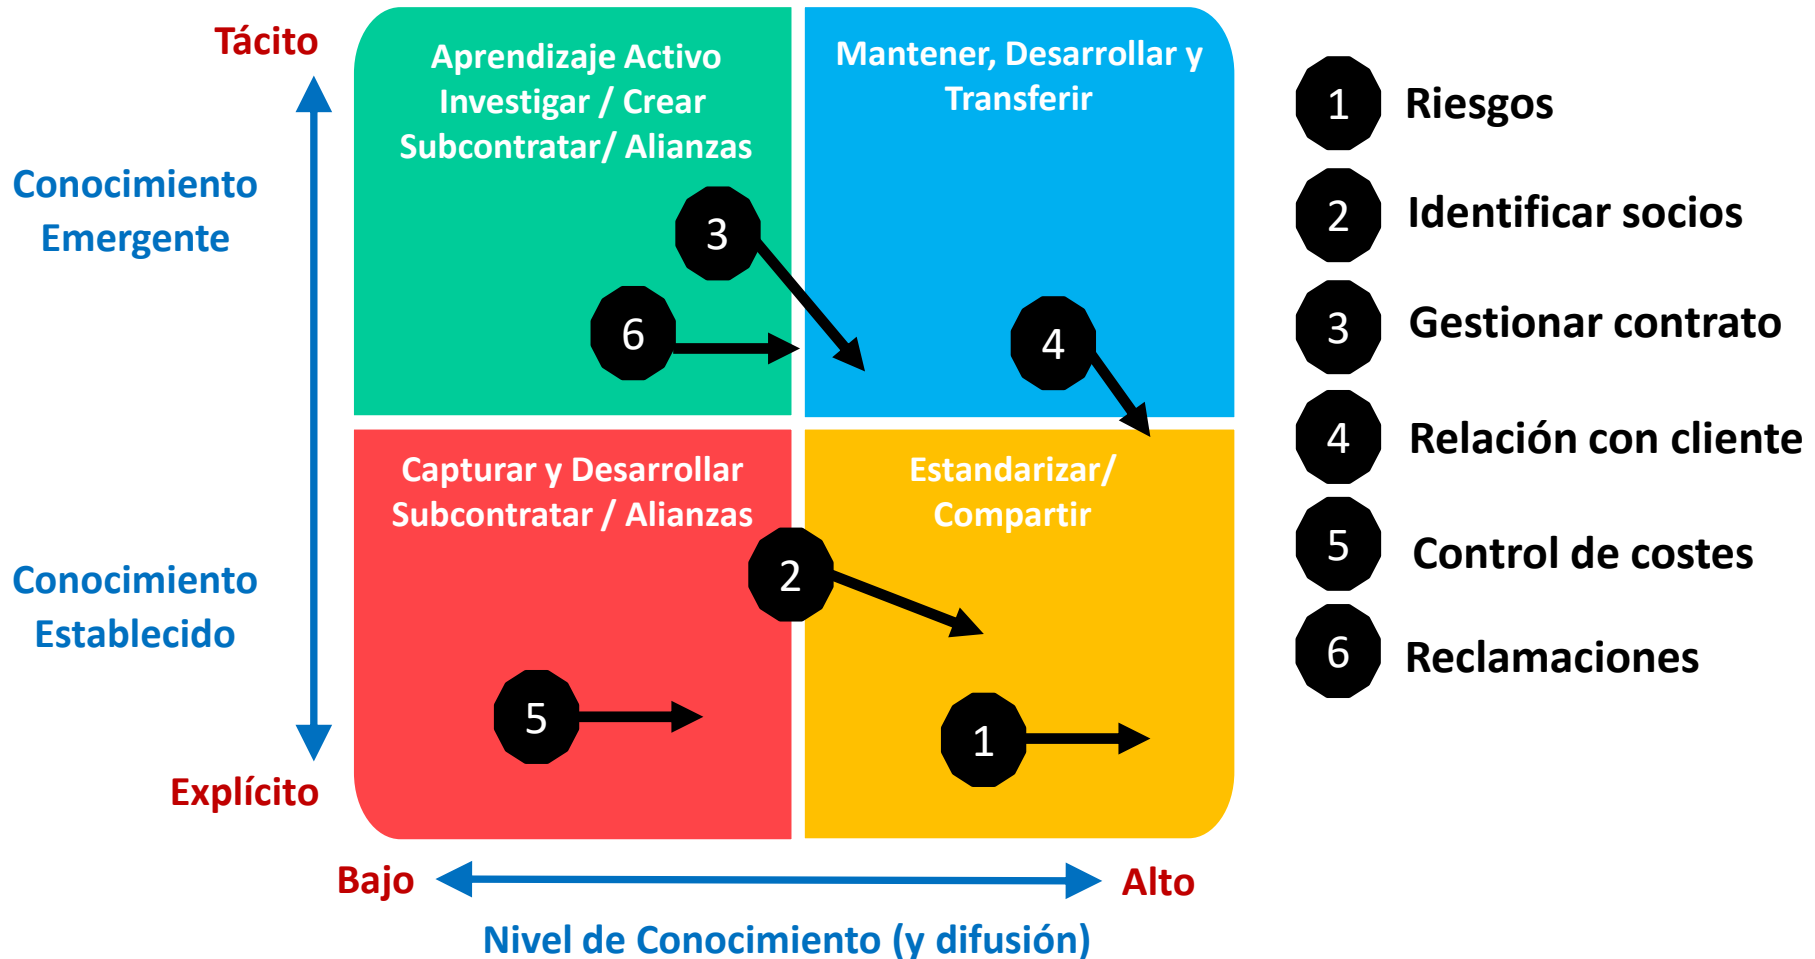 Tácito
Conocimiento
Emergente
Conocimiento
Establecido
Explícito
Aprendizaje Activo
Investigar / Crear
Subcontratar/ Alianzas
3
6
Mantener, Desarrollar y
Transferir
4
Capturar y Desarrollar
Subcontratar / Alianzas
2
5
Estandarizar/
Compartir
1
Bajo
Alto
Nivel de Conocimiento (y difusión)
1 Riesgos
2 Identificar socios
3 Gestionar contrato
4 Relación con cliente
5 Control de costes
6 Reclamaciones